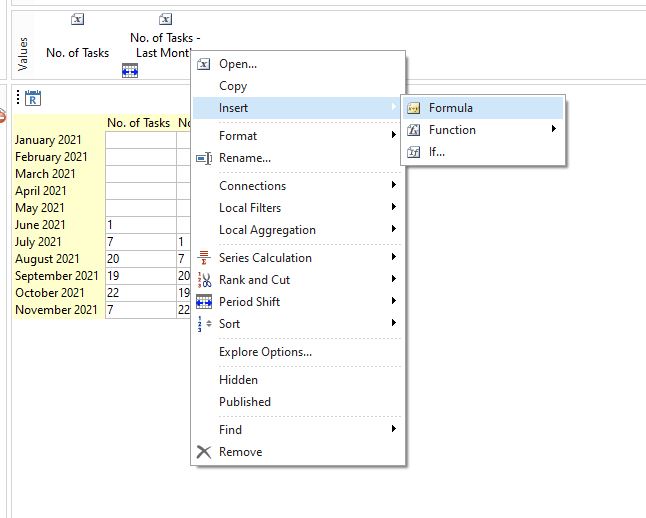 Values
No. of Tasks
No. of Tasks -
Last Month
R
Open...
Copy
Insert
Format
Rename...
Connections
Local Filters
Local Aggregation
Series Calculation
Rank and Cut
Period Shift
Sort
Explore Options...
Hidden
Published
Find
Remove
Formula
Function
If...
No. of Tasks No
January 2021
February 2021
March 2021
April 2021
May 2021
June 2021 1
July 2021 7 1
August 2021 20 7
September 2021 19 20
October 2021 22 19
November 2021 7 22